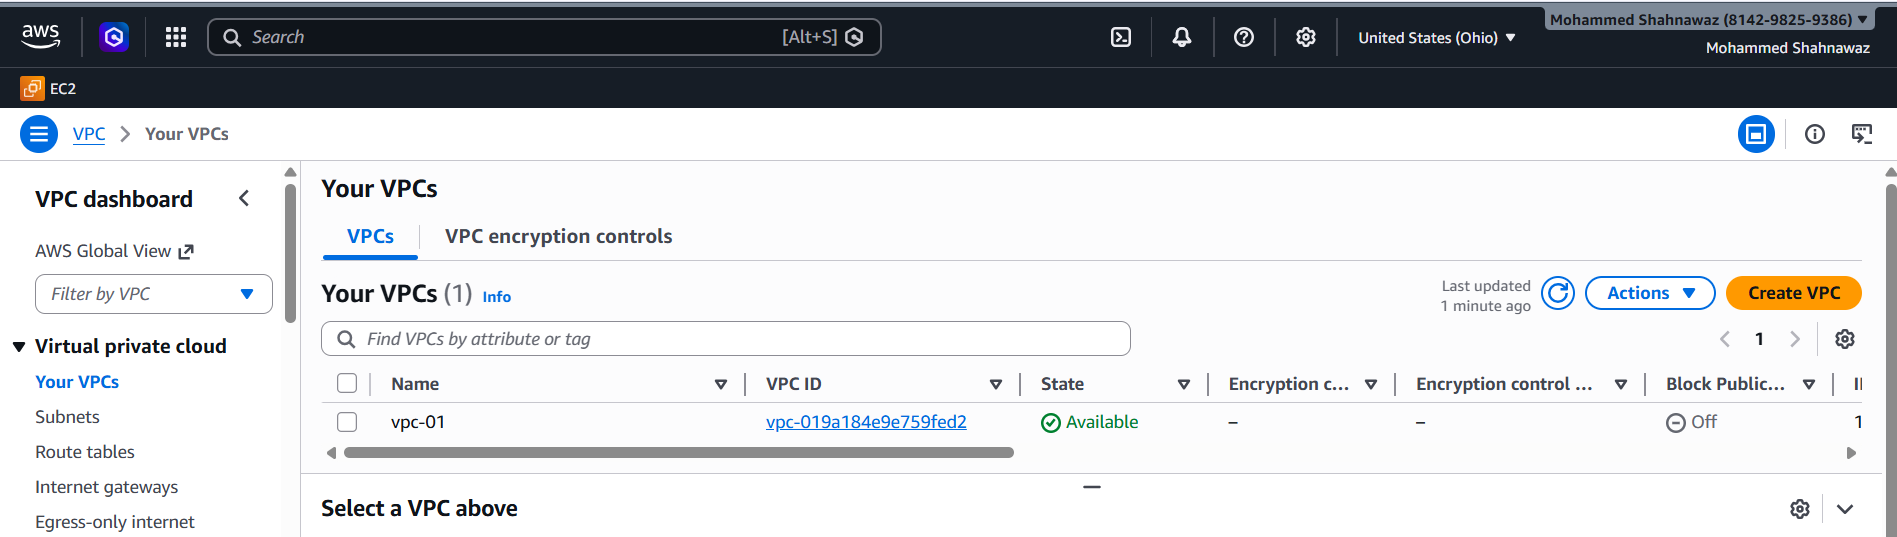 aws
Search [Alt+S]
United States (Ohio)
Mohammed Shahnawaz (8142-9825-9386)
Mohammed Shahnawaz
EC2
VPC
Your VPCs
VPC dashboard
AWS Global View
Filter by VPC
Virtual private cloud
Your VPCs
Subnets
Route tables
Internet gateways
Egress-only internet
Your VPCs
VPCs
VPC encryption controls
Your VPCs (1) Info
Last updated
1 minute ago
Actions
Create VPC
Find VPCs by attribute or tag
1
Name VPC ID State Encryption c... Encryption control ... Block Public...
vpc-01 vpc-019a184e9e759fed2 Available – – Off 1
Select a VPC above